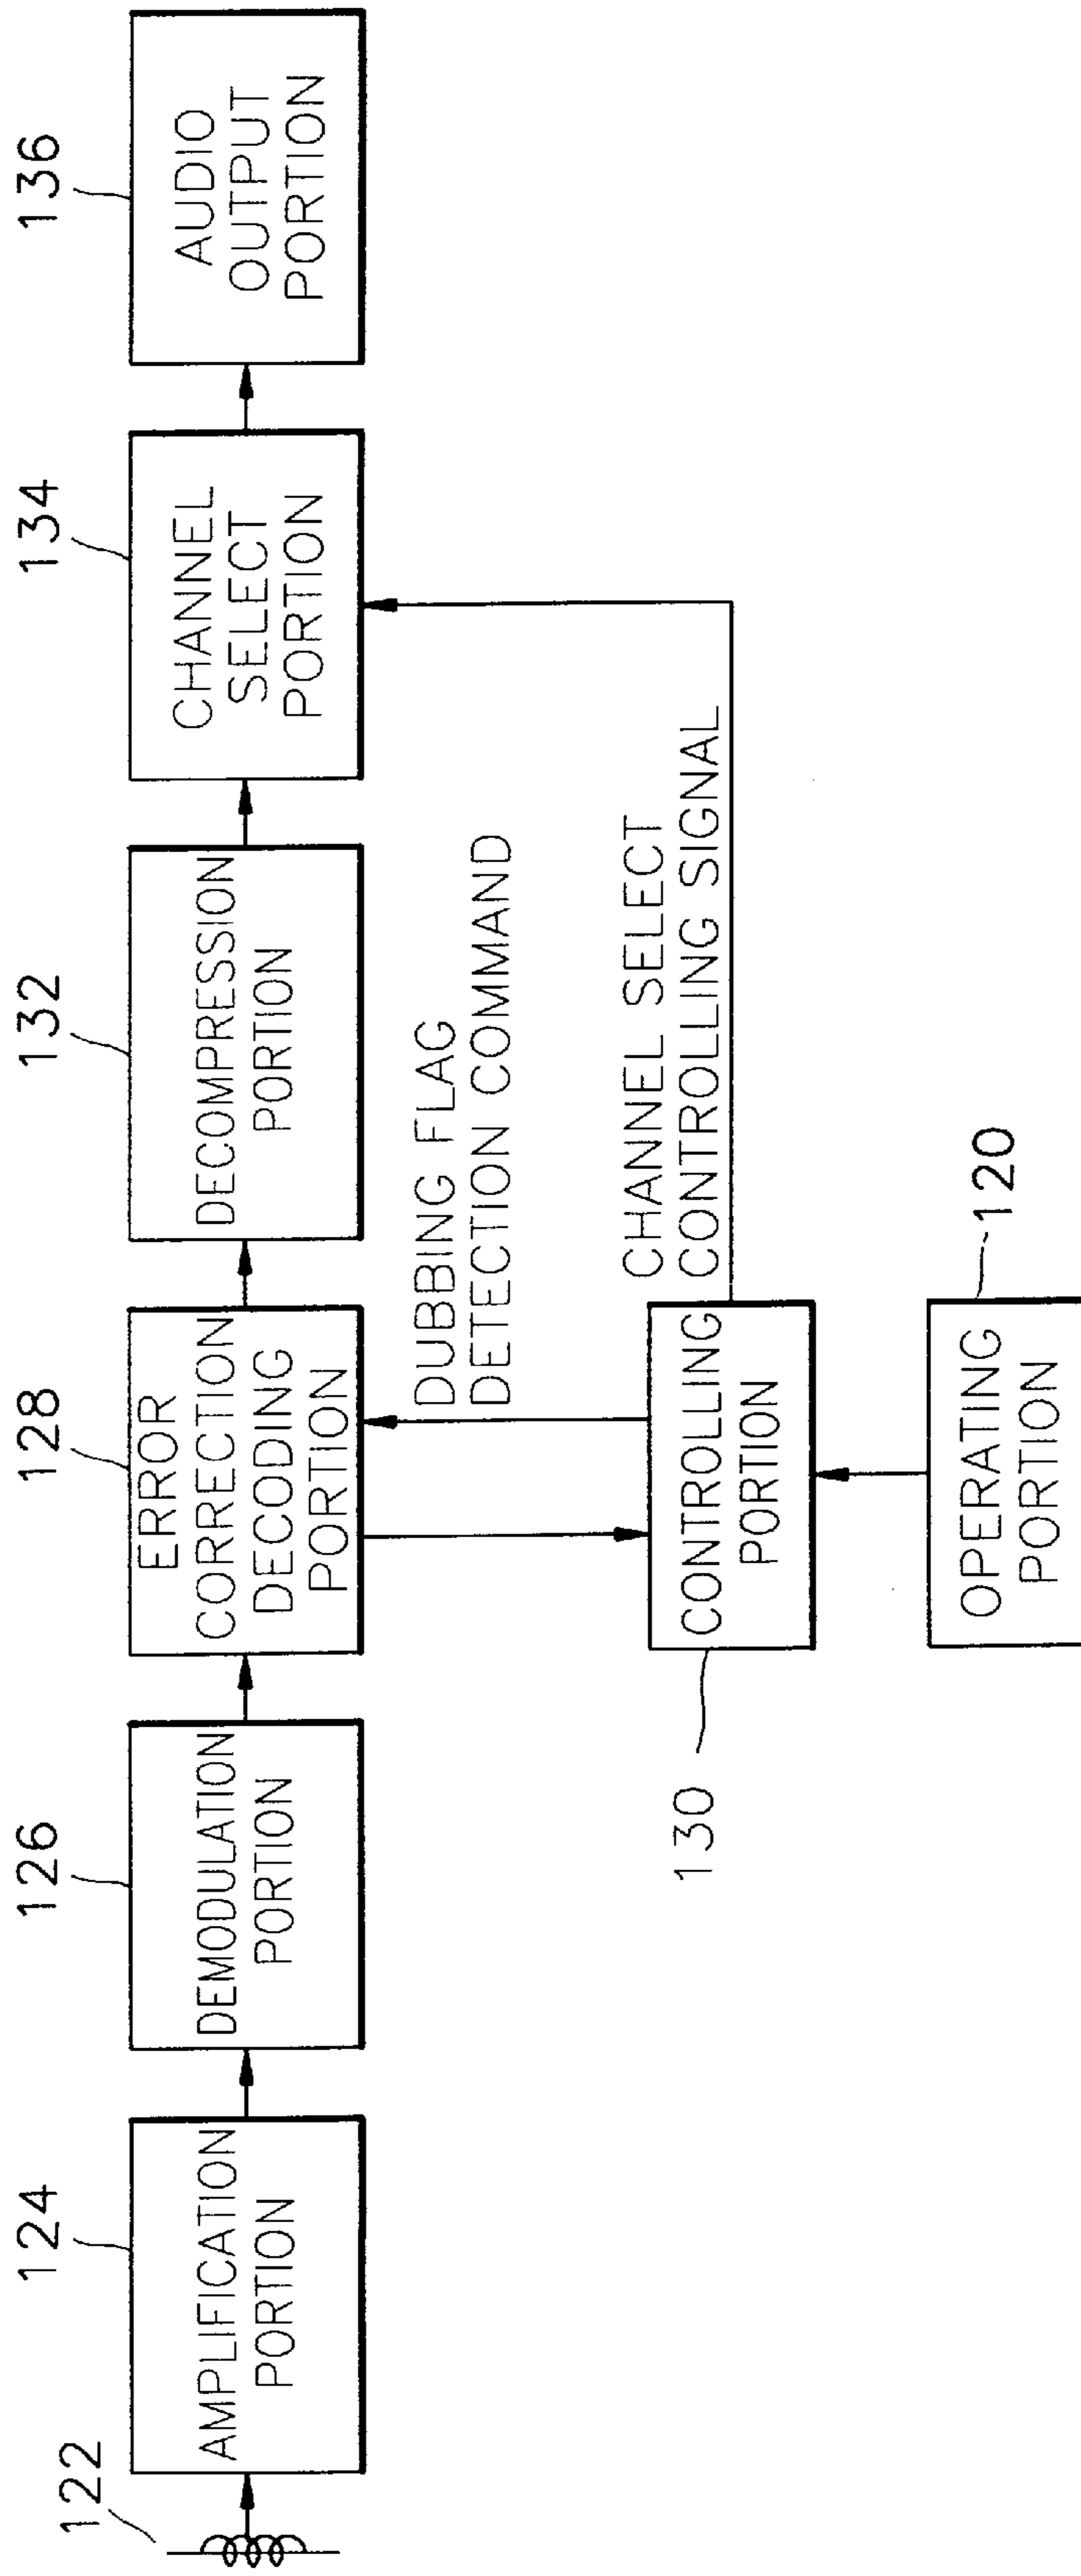 122
124
AMPLIFICATION
PORTION
126
DEMODULATION
PORTION
128
ERROR
CORRECTION
DECODING
PORTION
132
DECOMPRESSION
PORTION
134
CHANNEL
SELECT
PORTION
136
AUDIO
OUTPUT
PORTION
DUBBING FLAG
DETECTION COMMAND
CHANNEL SELECT
CONTROLLING SIGNAL
130
CONTROLLING
PORTION
120
OPERATING
PORTION